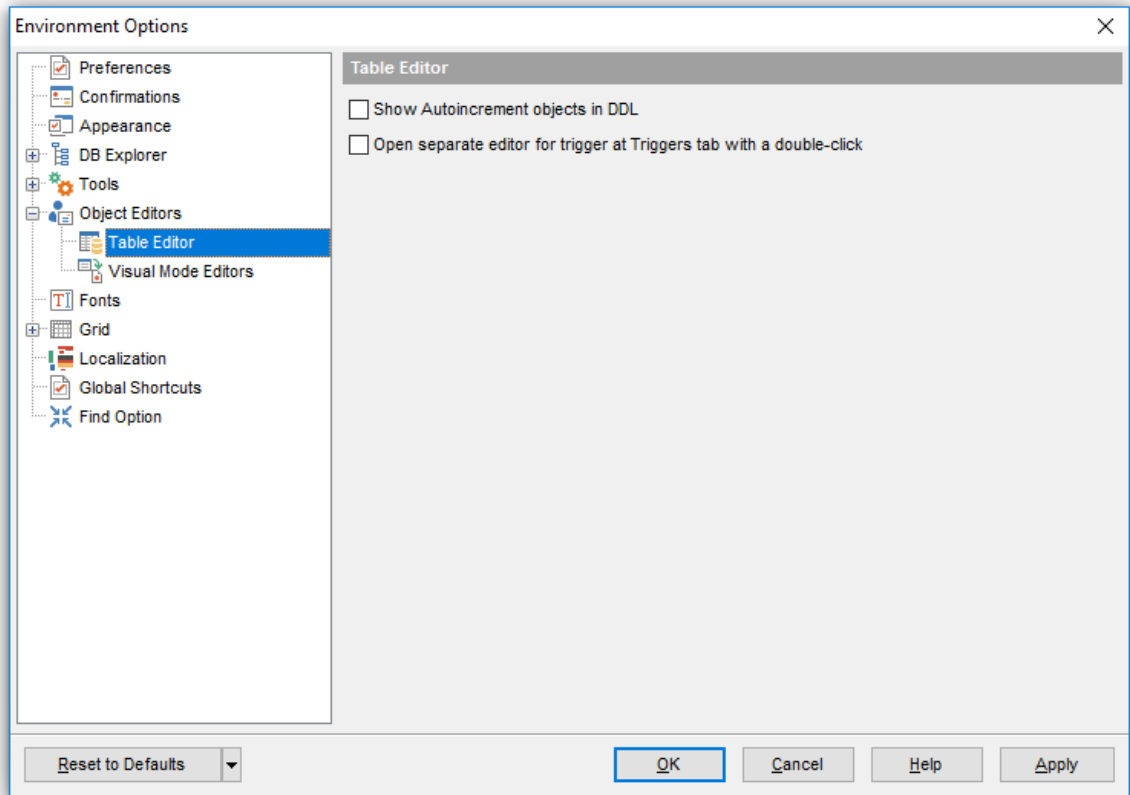 Environment Options
Preferences
Confirmations
Appearance
DB Explorer
Tools
Object Editors
Table Editor
Visual Mode Editors
Fonts
Grid
Localization
Global Shortcuts
Find Option
Table Editor
Show Autoincrement objects in DDL
Open separate editor for trigger at Triggers tab with a double-click
Reset to Defaults
OK
Cancel
Help
Apply